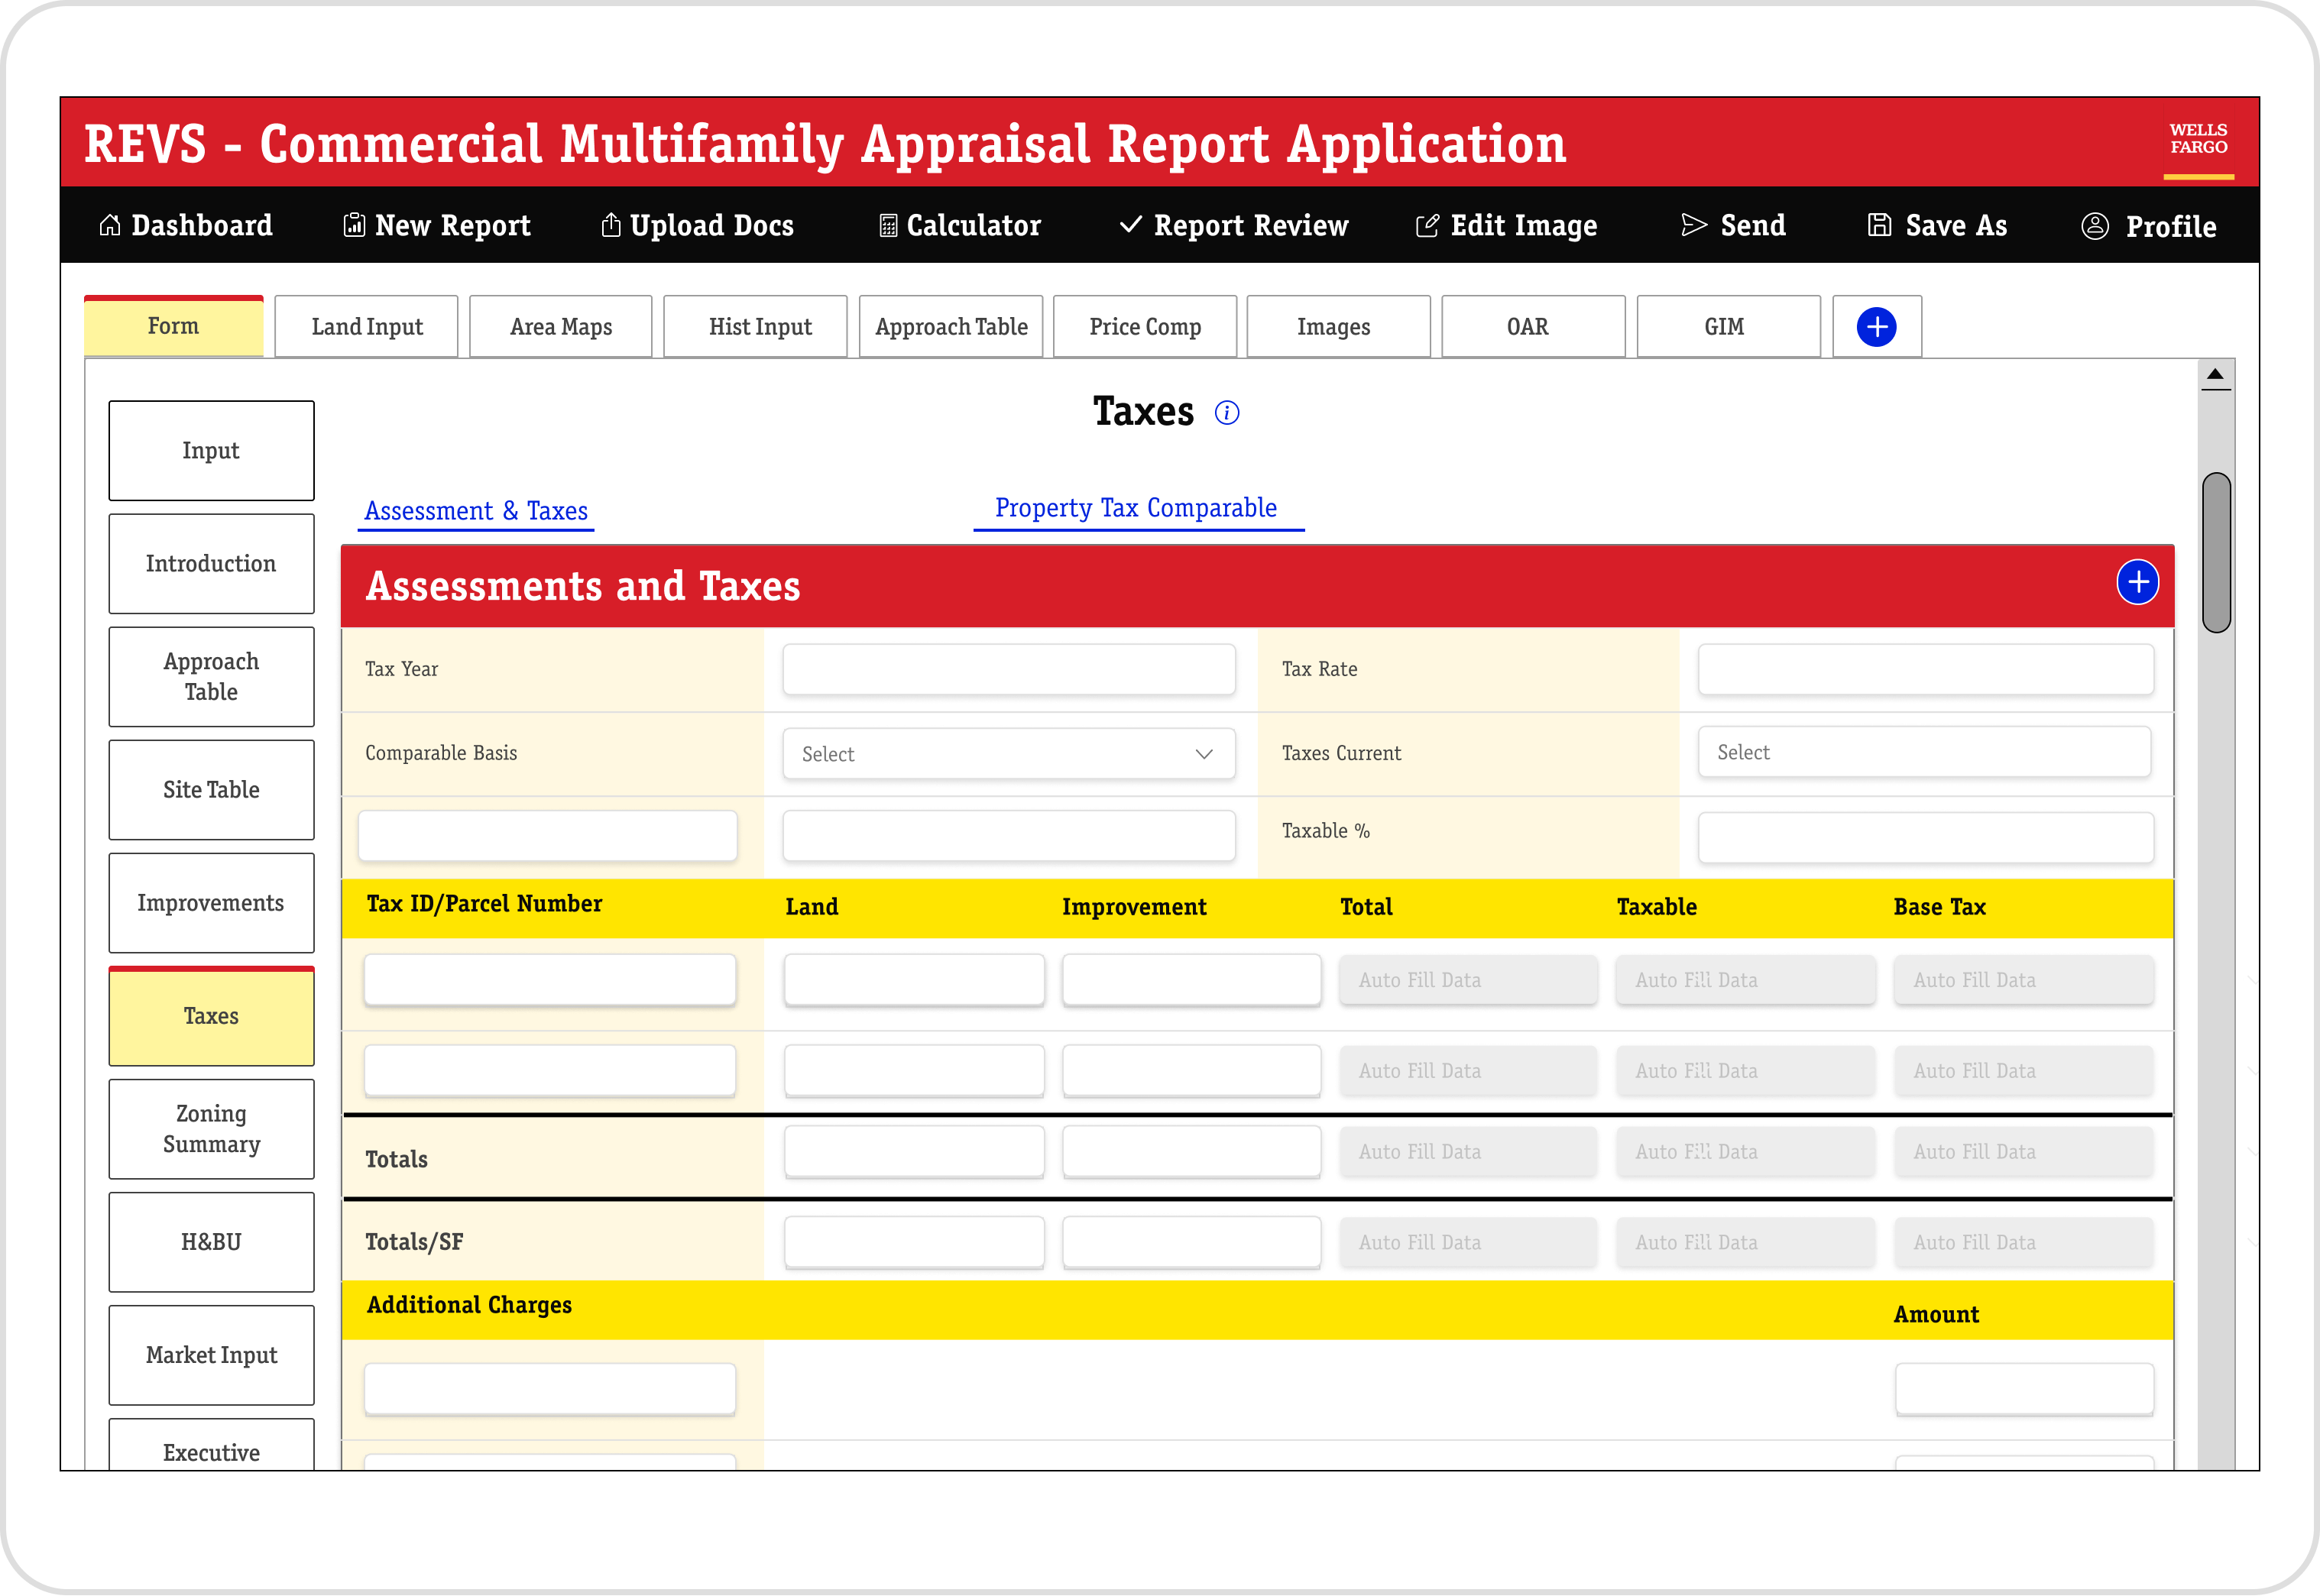 REVS - Commercial Multifamily Appraisal Report Application
WELLS
FARGO
Dashboard New Report Upload Docs Calculator Report Review Edit Image Send Save As Profile
Form Land Input Area Maps Hist Input Approach Table Price Comp Images OAR GIM
Taxes i
Input
Introduction
Approach
Table
Site Table
Improvements
Taxes
Zoning
Summary
H&BU
Market Input
Executive
Assessment & Taxes Property Tax Comparable
Assessments and Taxes
Tax Year Tax Rate
Comparable Basis Select Taxes Current Select
Taxable %
Tax ID/Parcel Number Land Improvement Total Taxable Base Tax
Auto Fill Data Auto Fill Data Auto Fill Data
Auto Fill Data Auto Fill Data Auto Fill Data
Totals Auto Fill Data Auto Fill Data Auto Fill Data
Totals/SF Auto Fill Data Auto Fill Data Auto Fill Data
Additional Charges Amount